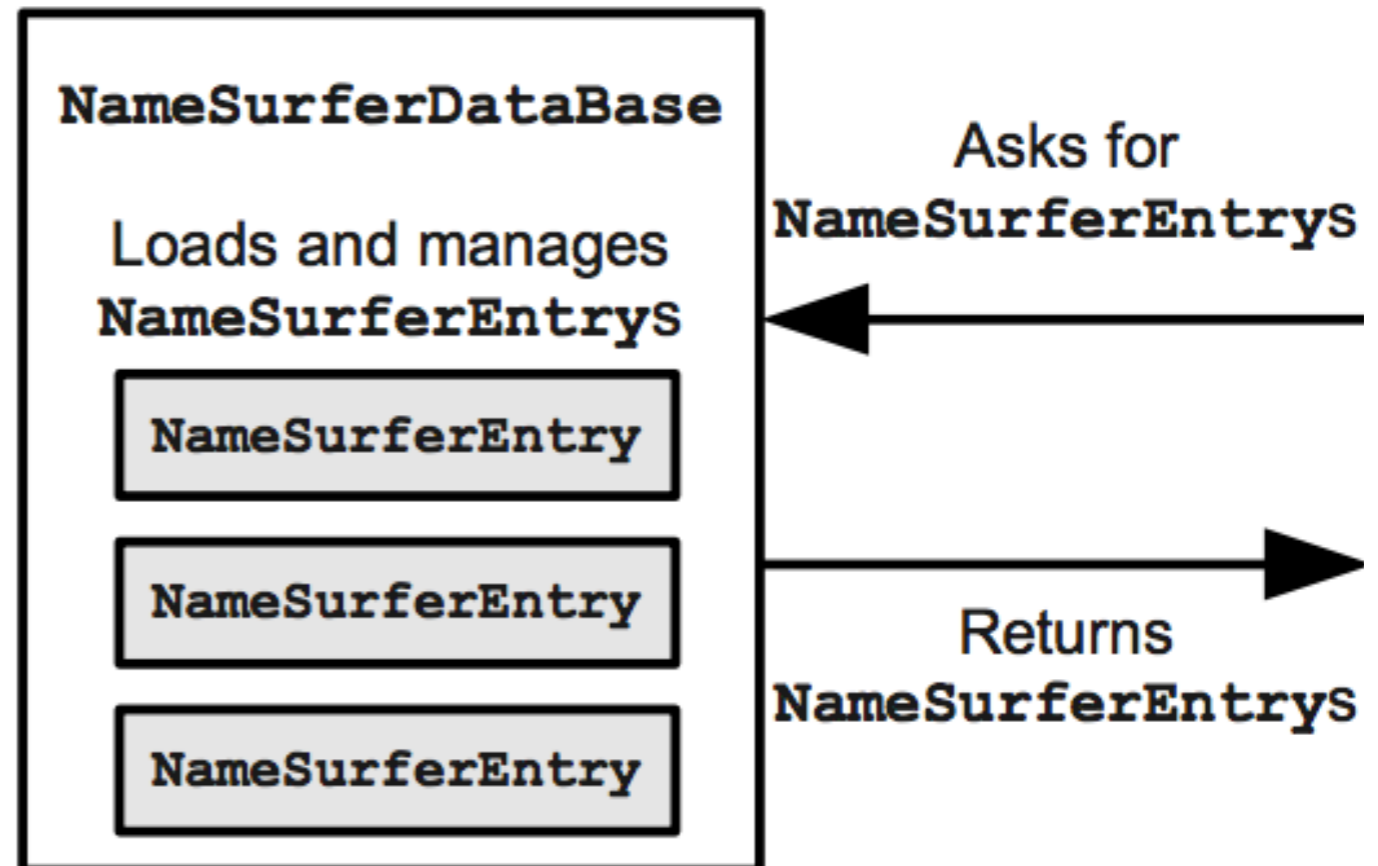 NameSurferDataBase
Loads and manages
NameSurferEntrys
NameSurferEntry
NameSurferEntry
NameSurferEntry
Asks for
NameSurferEntrys
Returns
NameSurferEntrys